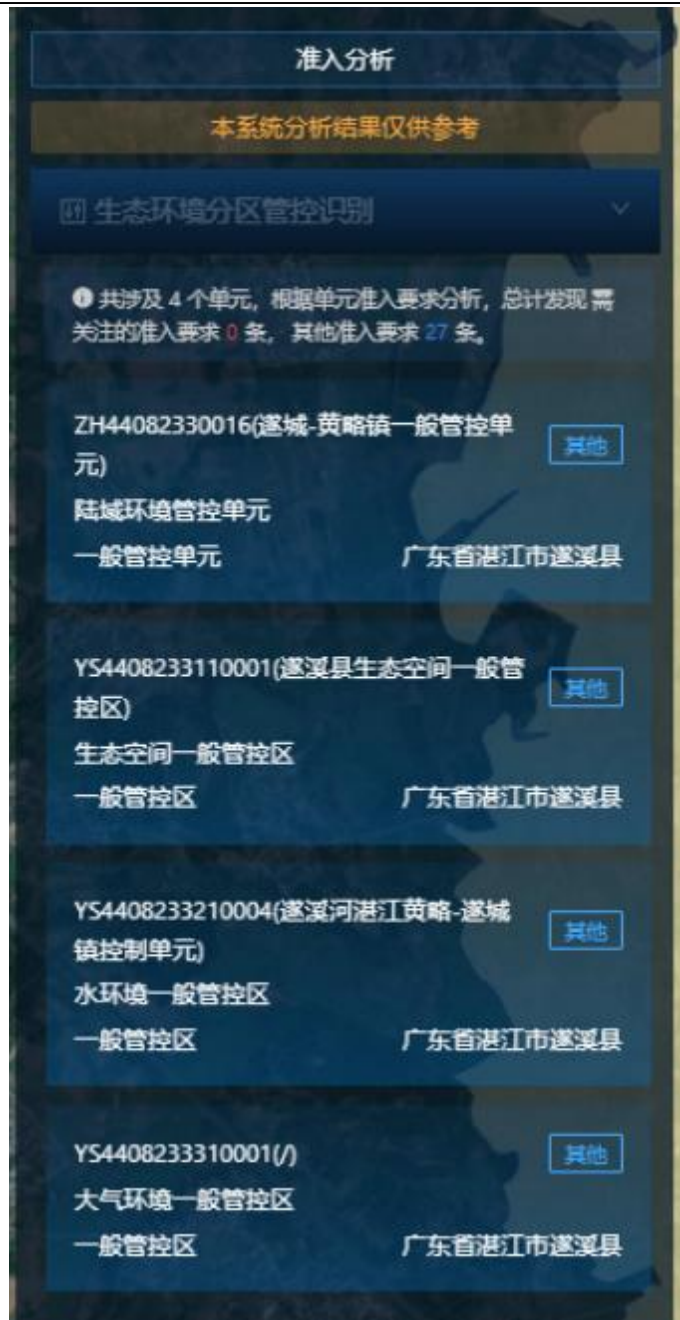 准入分析
本系统分析结果仅供参考
生态环境分区管控识别
共涉及 4 个单元，根据单元准入要求分析，总计发现 需
关注的准入要求 0 条， 其他准入要求 27 条。
ZH44082330016(遂城-黄略镇一般管控单
元)
其他
陆域环境管控单元
一般管控单元 广东省湛江市遂溪县
YS4408233110001(遂溪县生态空间一般管
控区)
其他
生态空间一般管控区
一般管控区 广东省湛江市遂溪县
YS4408233210004(遂溪河湛江黄略-遂城
镇控制单元)
其他
水环境一般管控区
一般管控区 广东省湛江市遂溪县
YS4408233310001(/) 其他
大气环境一般管控区
一般管控区 广东省湛江市遂溪县